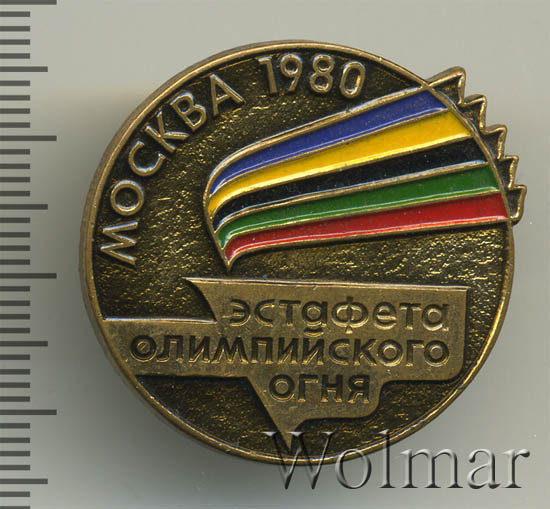 МОСКВА 1980
эстафета
олимпийского
огня
Wolmar